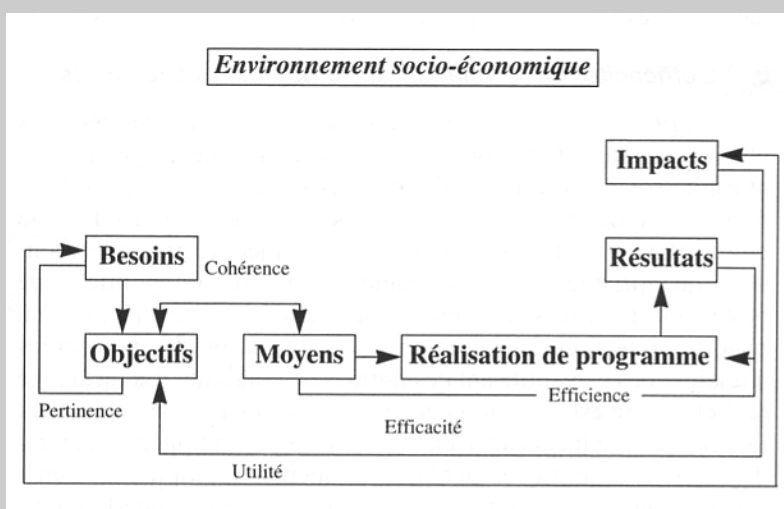 Environnement socio-économique
Impacts
Besoins
Cohérence
Résultats
Objectifs
Moyens
Réalisation de programme
Pertinence
Efficience
Efficacité
Utilité